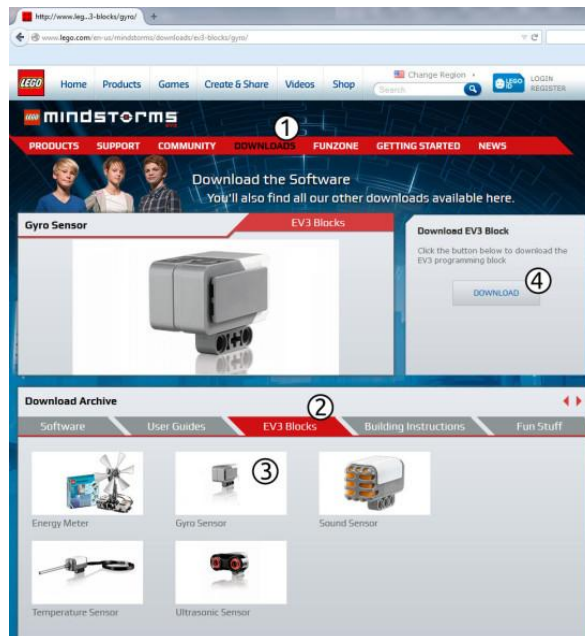 http://www.leg...3-blocks/gyro/
www.lego.com/en-us/mindstorms/downloads/ev3-blocks/gyro/
LEGO Home Products Games Create & Share Videos Shop
Change Region
Search
LEGO ID
LOGIN
REGISTER
mindstorms
EV3
1
PRODUCTS SUPPORT COMMUNITY DOWNLOADS FUNZONE GETTING STARTED NEWS
Download the Software
You'll also find all our other downloads available here.
Gyro Sensor EV3 Blocks
Download EV3 Block
Click the button below to download the
EV3 programming block
DOWNLOAD 4
Download Archive
2
Software User Guides EV3 Blocks Building Instructions Fun Stuff
3
Energy Meter Gyro Sensor Sound Sensor
Temperature Sensor Ultrasonic Sensor